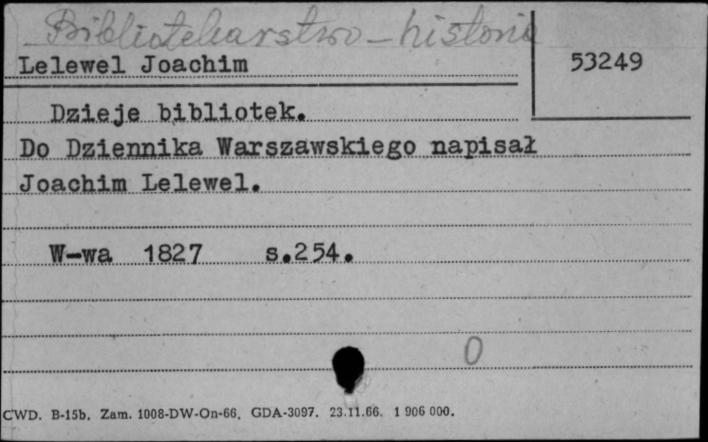 Bibliotekarstwo – historia
Lelewel Joachim
53249
Dzieje bibliotek.
Do Dziennika Warszawskiego napisał
Joachim Lelewel.
W-wa 1827 s.254.
0
CWD. B-15b. Zam. 1008-DW-On-66. GDA-3097. 23.11.66. 1 906 000.